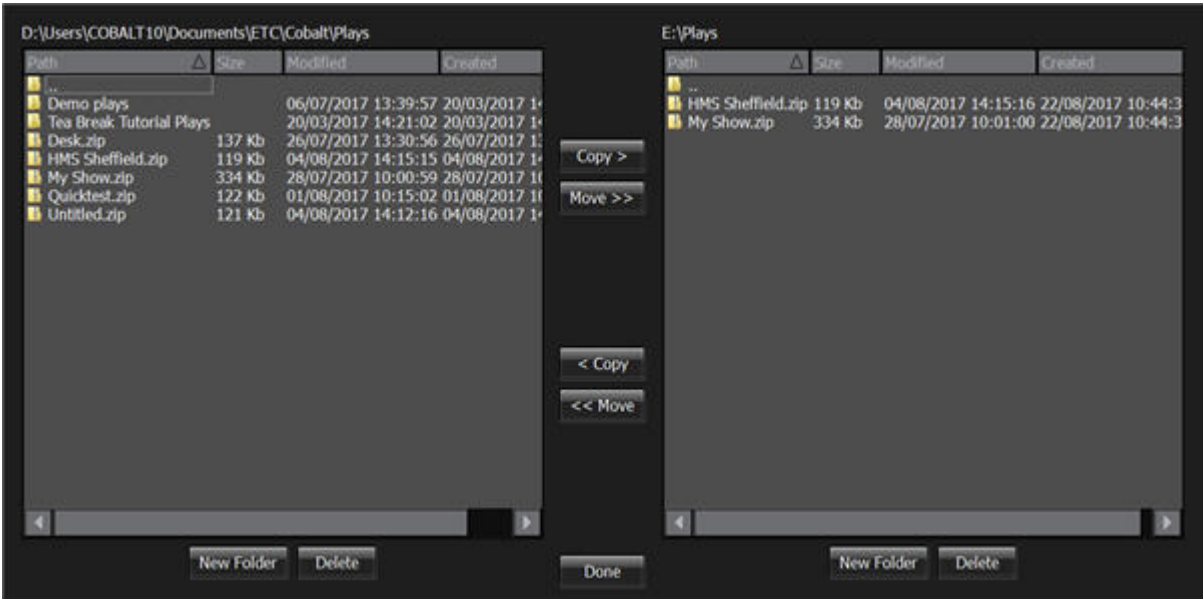 D:\Users\COBALT10\Documents\ETC\Cobalt\Plays
Path Size Modified Created
..
Demo plays 06/07/2017 13:39:57 20/03/2017 1
Tea Break Tutorial Plays 20/03/2017 14:21:02 20/03/2017 1
Desk.zip 137 Kb 26/07/2017 13:30:56 26/07/2017 1
HMS Sheffield.zip 119 Kb 04/08/2017 14:15:15 04/08/2017 1
My Show.zip 334 Kb 28/07/2017 10:00:59 28/07/2017 1
Quicktest.zip 122 Kb 01/08/2017 10:15:02 01/08/2017 1
Untitled.zip 121 Kb 04/08/2017 14:12:16 04/08/2017 1
New Folder Delete
Copy >
Move >>
< Copy
<< Move
Done
E:\Plays
Path Size Modified Created
..
HMS Sheffield.zip 119 Kb 04/08/2017 14:15:16 22/08/2017 10:44:3
My Show.zip 334 Kb 28/07/2017 10:01:00 22/08/2017 10:44:3
New Folder Delete